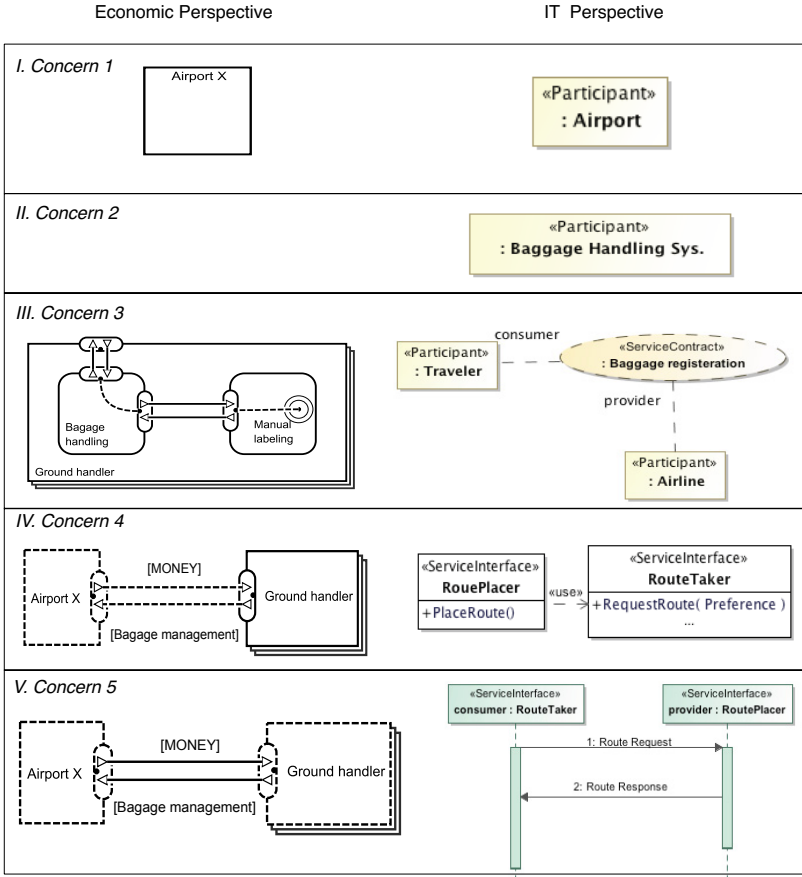 Economic Perspective
IT Perspective
I. Concern 1
Airport X
«Participant»
: Airport
II. Concern 2
«Participant»
: Baggage Handling Sys.
III. Concern 3
Bagage
handling
Manual
labeling
Ground handler
«Participant»
: Traveler
consumer
«ServiceContract»
: Baggage registeration
provider
«Participant»
: Airline
IV. Concern 4
Airport X
[MONEY]
[Bagage management]
Ground handler
«ServiceInterface»
RouePlacer
+PlaceRoute()
«use»
«ServiceInterface»
RouteTaker
+RequestRoute( Preference )
...
V. Concern 5
Airport X
[MONEY]
[Bagage management]
Ground handler
«ServiceInterface»
consumer : RouteTaker
«ServiceInterface»
provider : RoutePlacer
1: Route Request
2: Route Response